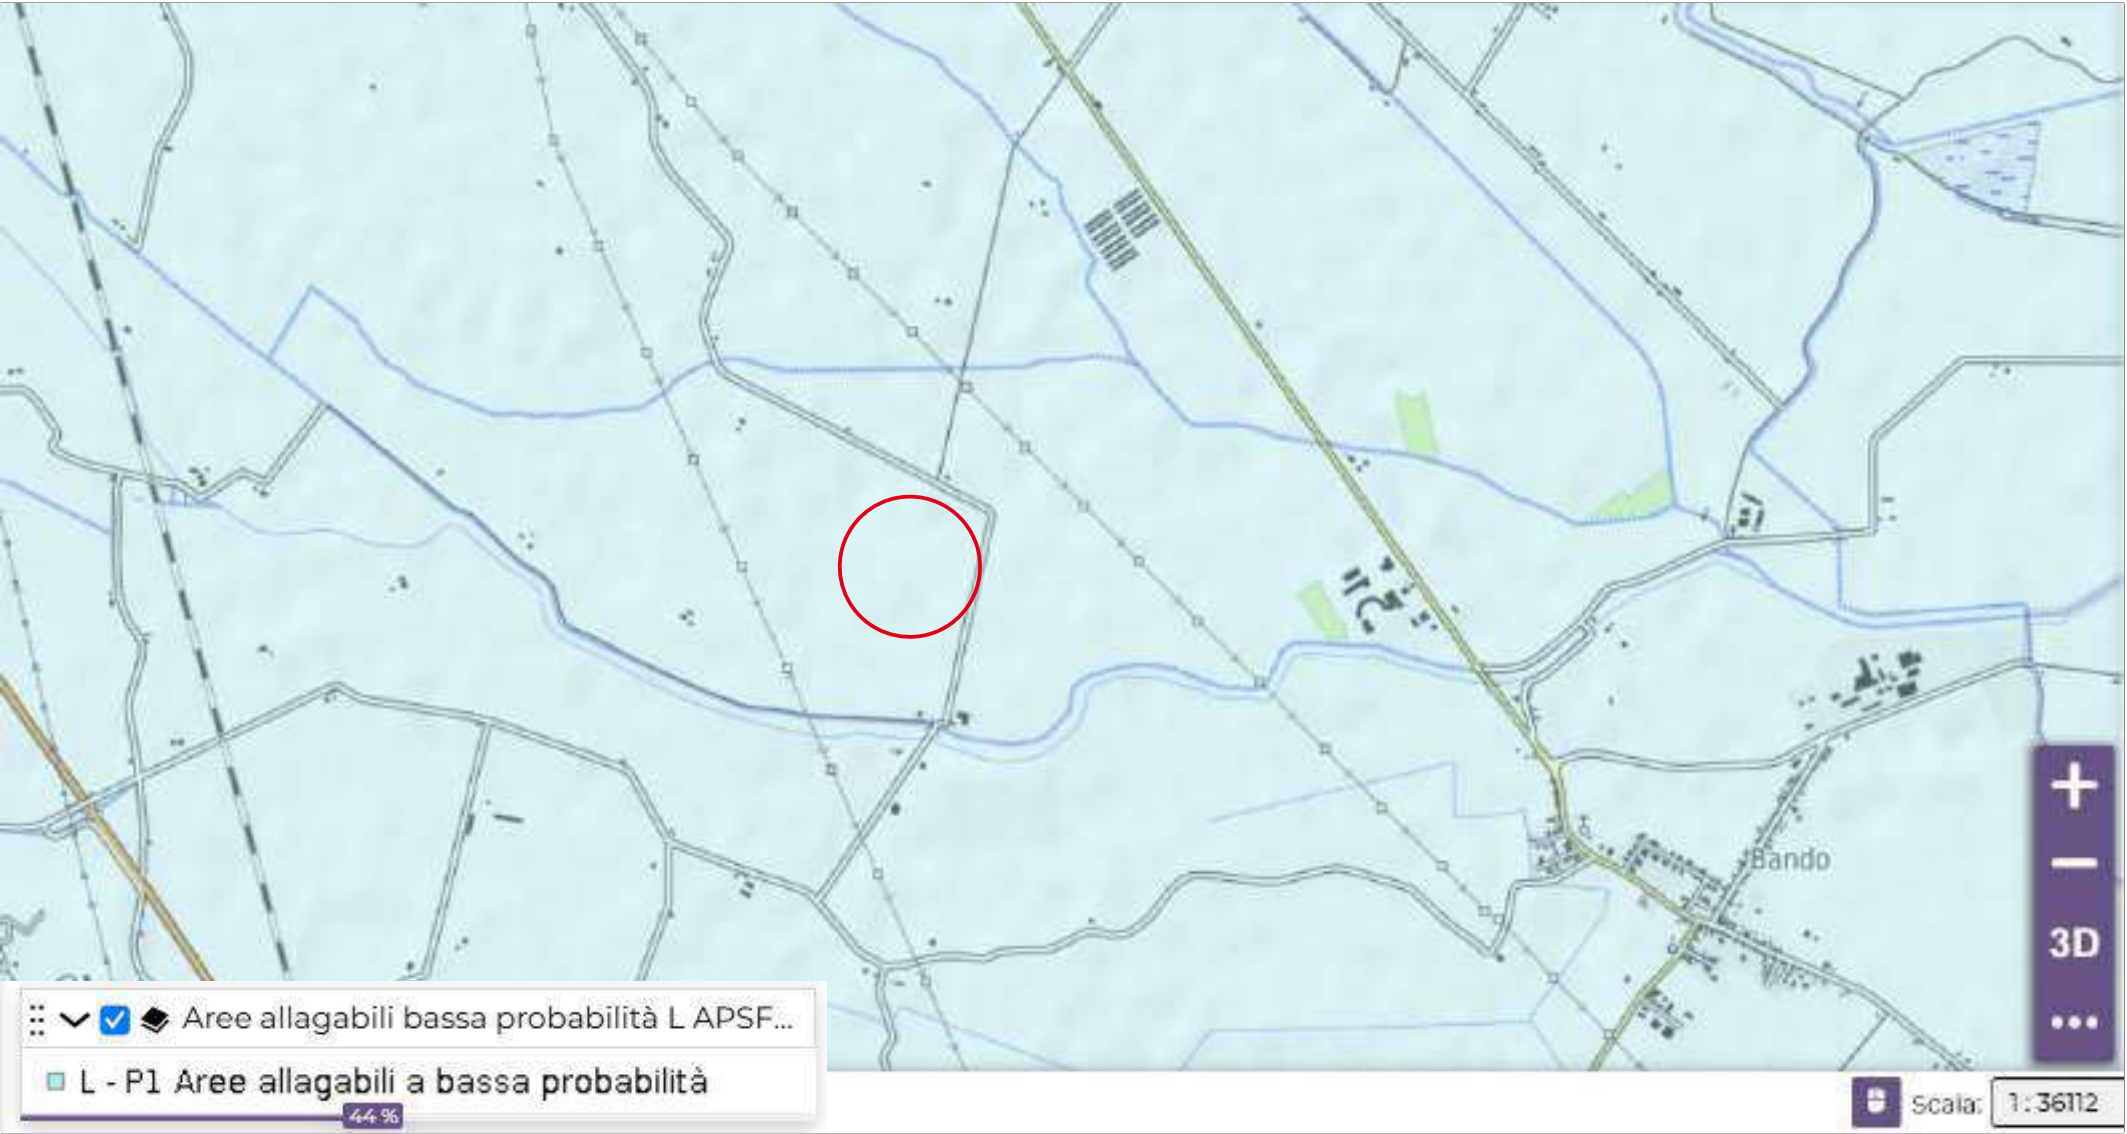 Bando
+
−
3D
...
Aree allagabili bassa probabilità L APSF...
L - P1 Aree allagabili a bassa probabilità
44 %
Scala: 1 : 36112